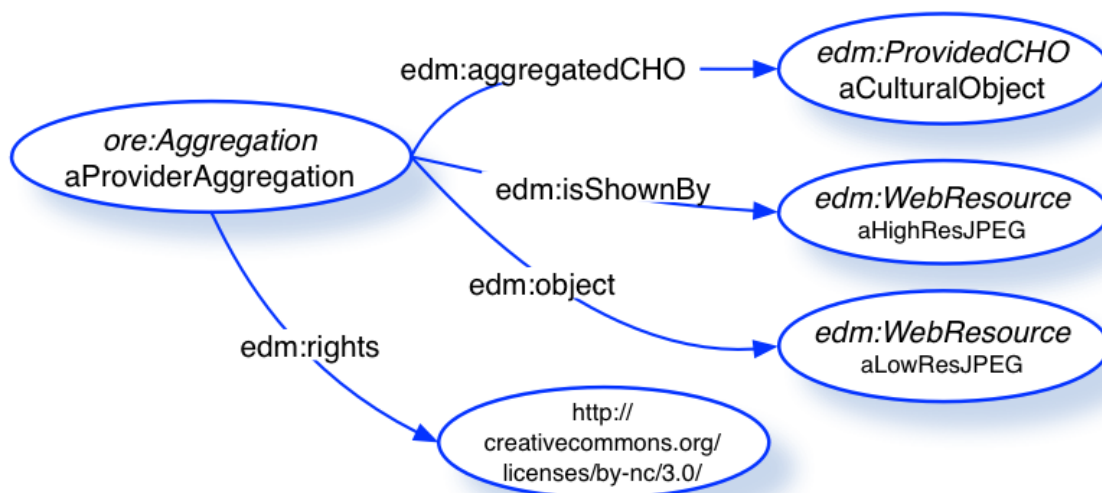 edm:ProvidedCHO
aCulturalObject
edm:aggregatedCHO
ore:Aggregation
aProviderAggregation
edm:isShownBy
edm:WebResource
aHighResJPEG
edm:object
edm:WebResource
aLowResJPEG
edm:rights
http://
creativecommons.org/
licenses/by-nc/3.0/